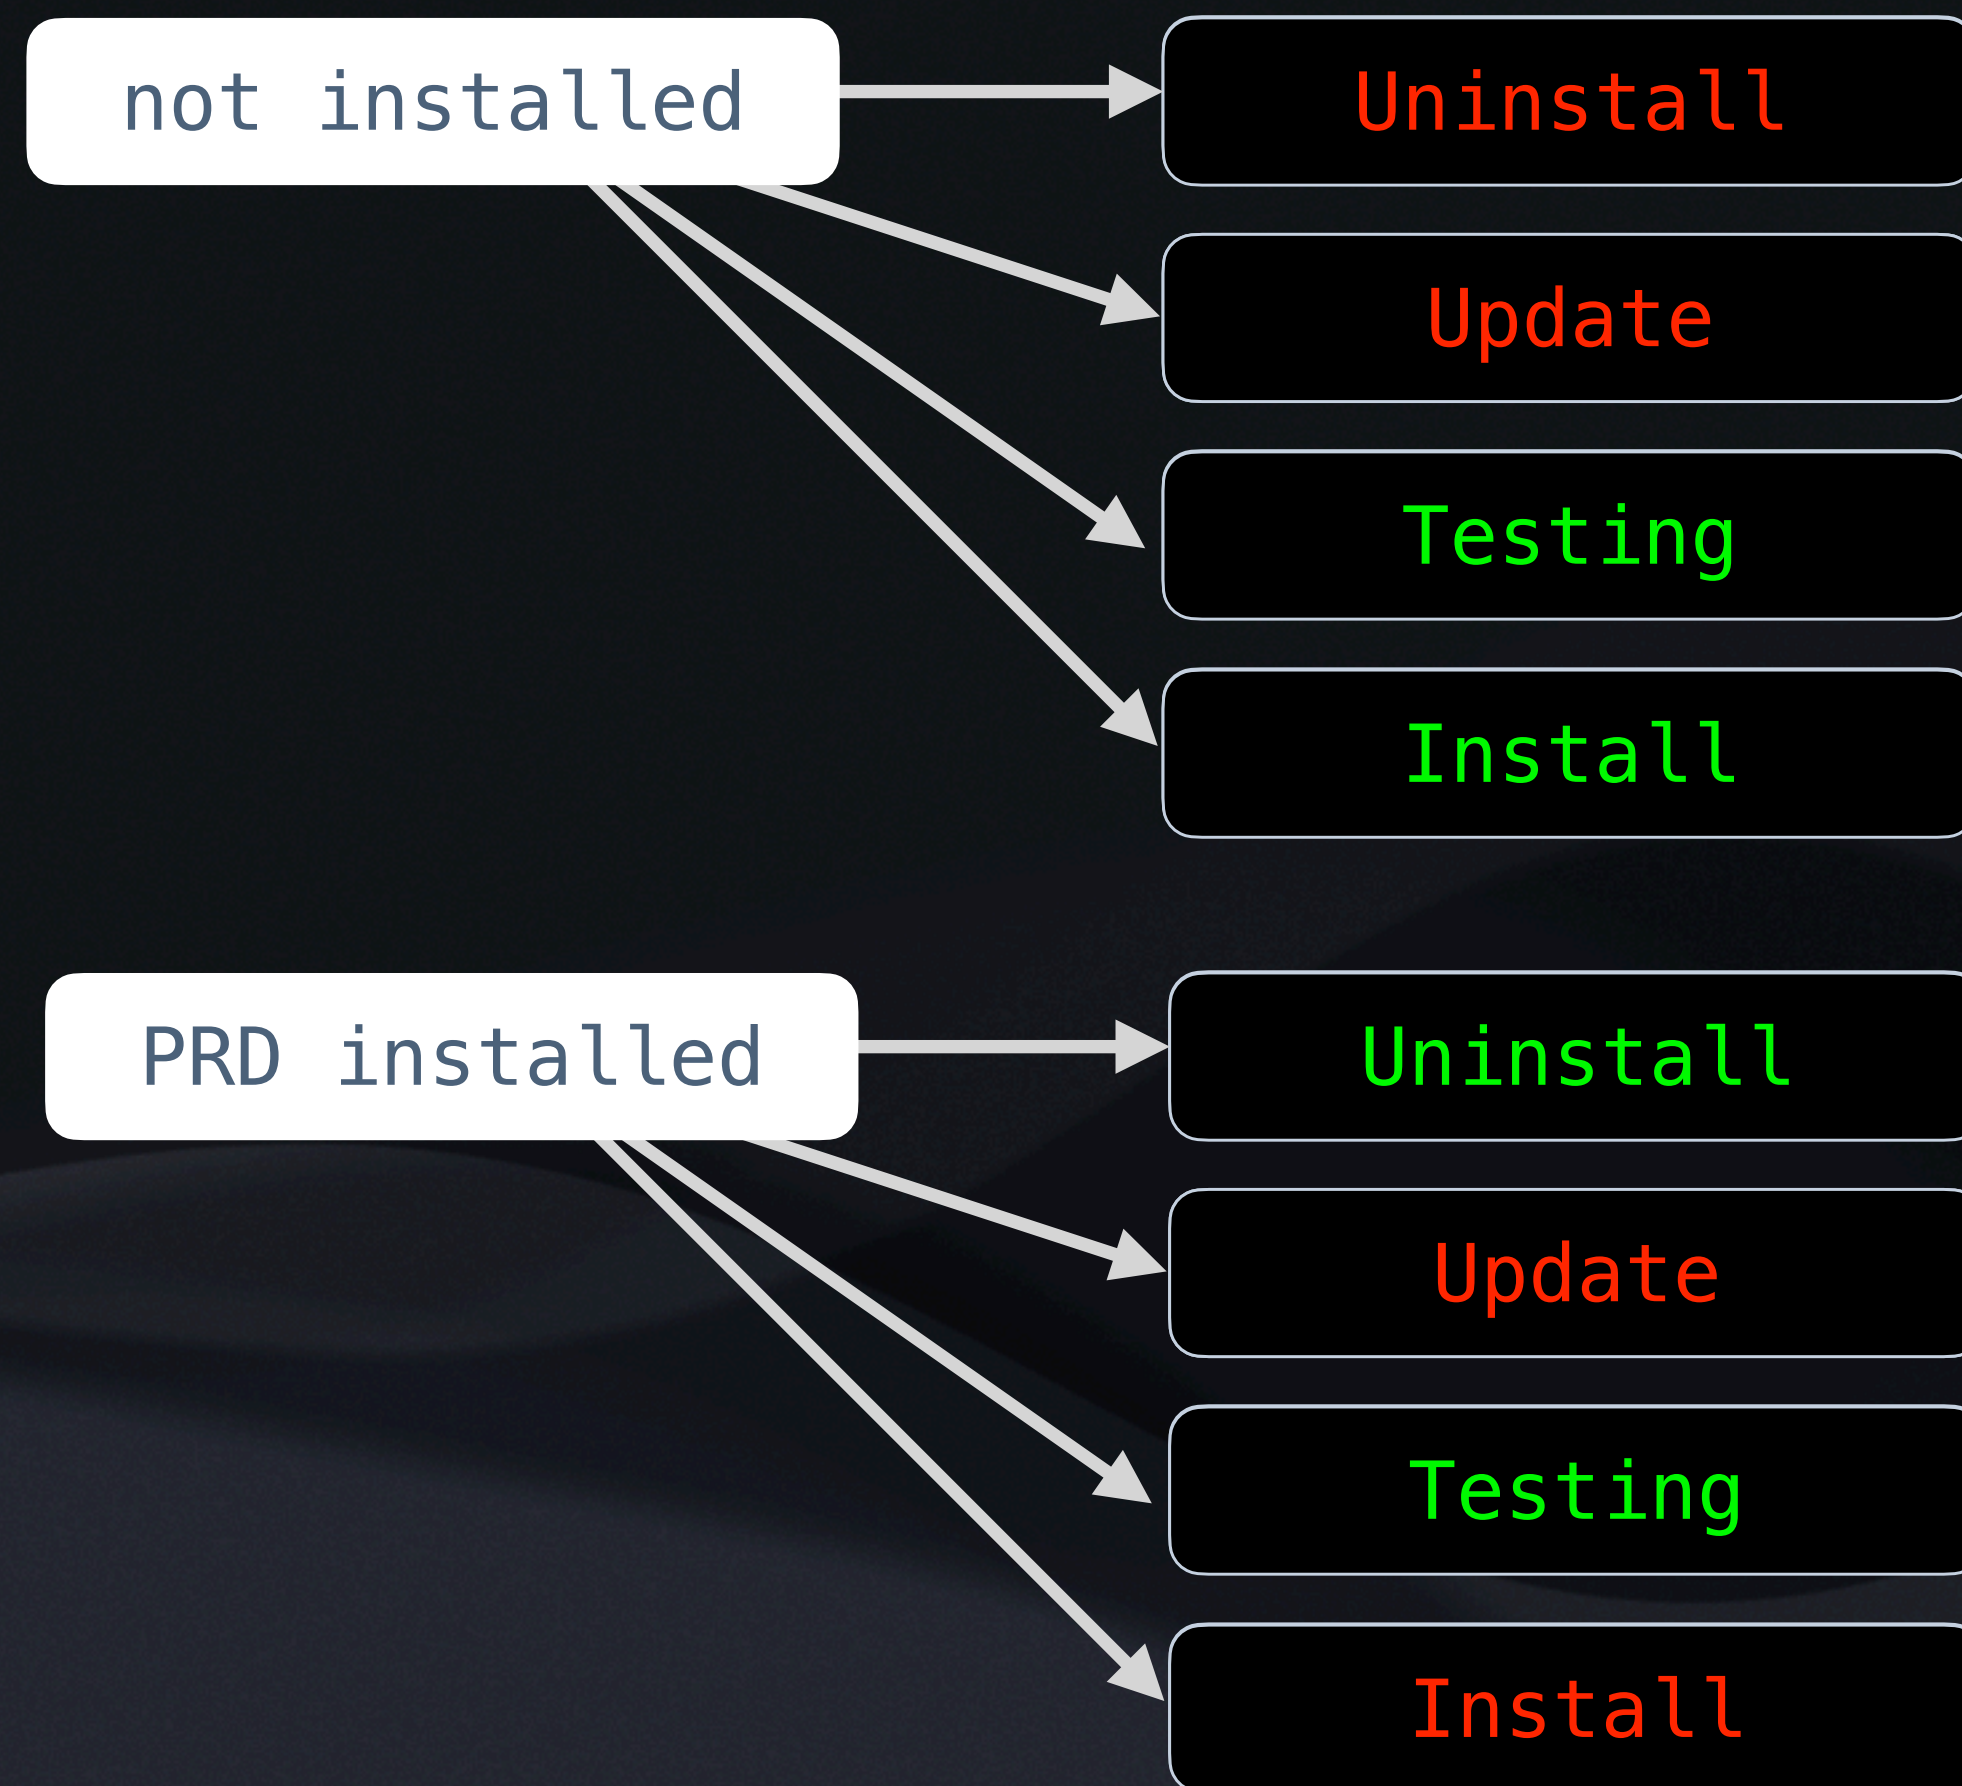 not installed
Uninstall
Update
Testing
Install
PRD installed
Uninstall
Update
Testing
Install